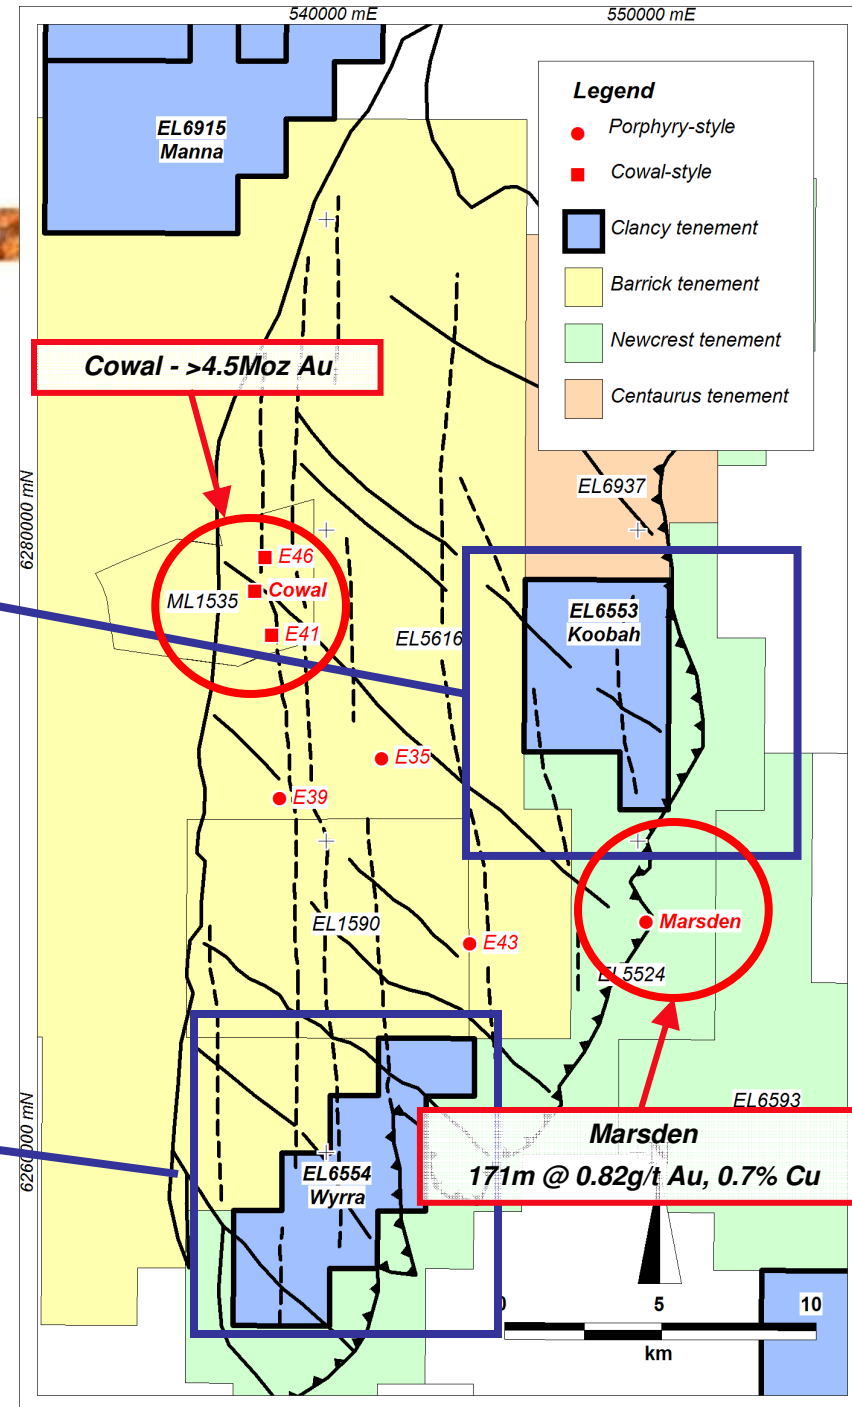 540000 mE
550000 mE
Legend
Porphyry-style
Cowal-style
Clancy tenement
Barrick tenement
Newcrest tenement
Centaurus tenement
EL6915
Manna
Cowal - >4.5Moz Au
6280000 mN
EL6937
E46
Cowal
ML1535
E41
EL5616
EL6553
Koobah
E35
E39
EL1590
E43
Marsden
EL5524
6260000 mN
EL6593
Marsden
171m @ 0.82g/t Au, 0.7% Cu
EL6554
Wyrra
0 5 10
km